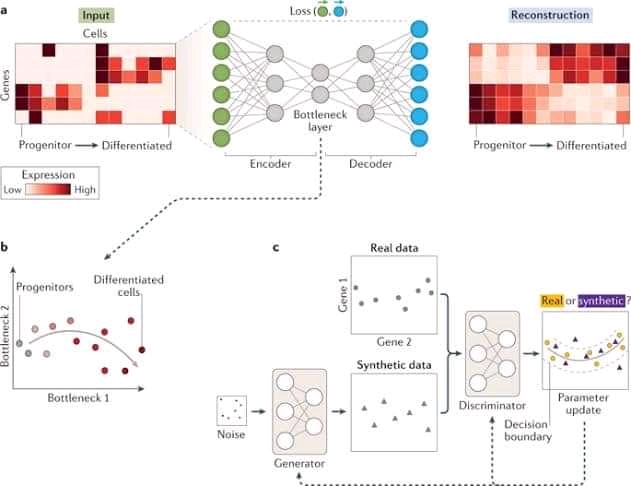 a
Input
Cells
Genes
Progenitor
Differentiated
Expression
Low
High
Loss ( , )
Bottleneck
layer
Encoder
Decoder
Reconstruction
Progenitor
Differentiated
b
Progenitors
Differentiated
cells
Bottleneck 2
Bottleneck 1
c
Real data
Gene 1
Gene 2
Synthetic data
Noise
Generator
Discriminator
Real or synthetic ?
Parameter
update
Decision
boundary